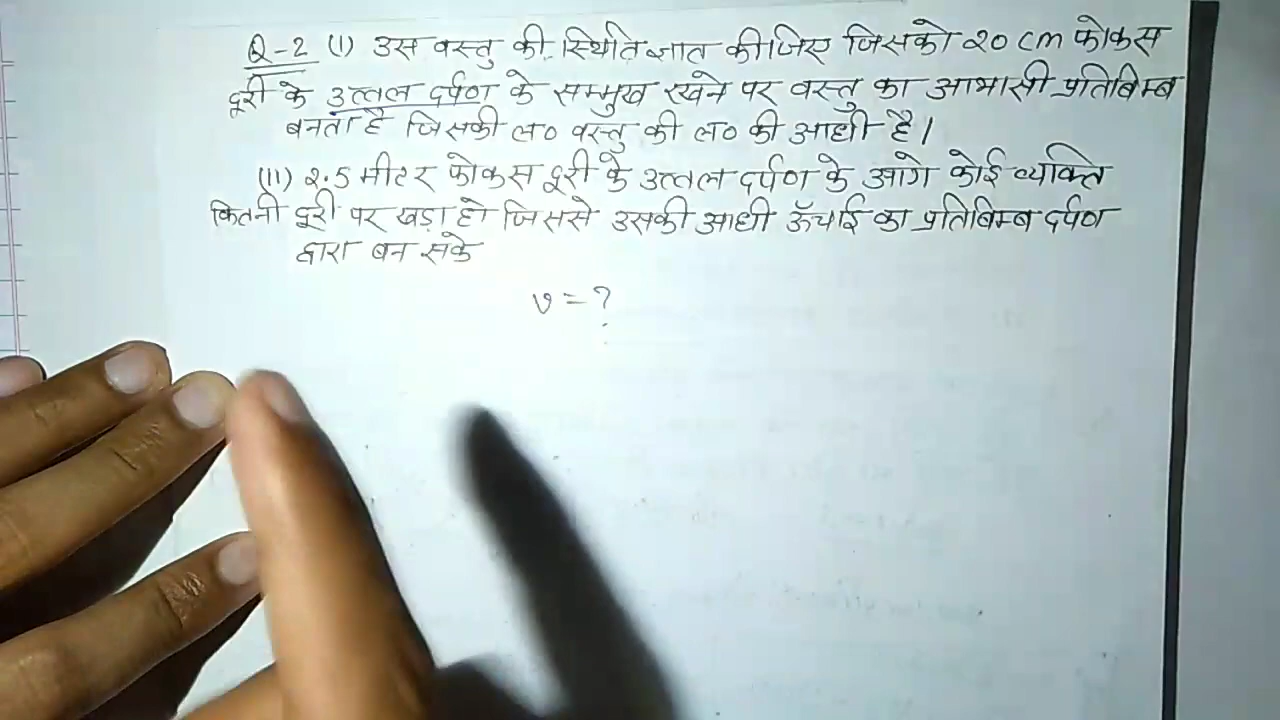 Q-2 (I) उस वस्तु की स्थिति ज्ञात कीजिए जिसको 20 cm फोकस
दूरी के उत्तल दर्पण के सम्मुख रखने पर वस्तु का आभासी प्रतिबिम्ब
बनता है जिसकी ल० वस्तु की ल० की आधी है।
(II) 2.5 मीटर फोकस दूरी के उत्तल दर्पण के आगे कोई व्यक्ति
कितनी दूरी पर खड़ा हो जिससे उसकी आधी ऊँचाई का प्रतिबिम्ब दर्पण
द्वारा बन सके
v = ?